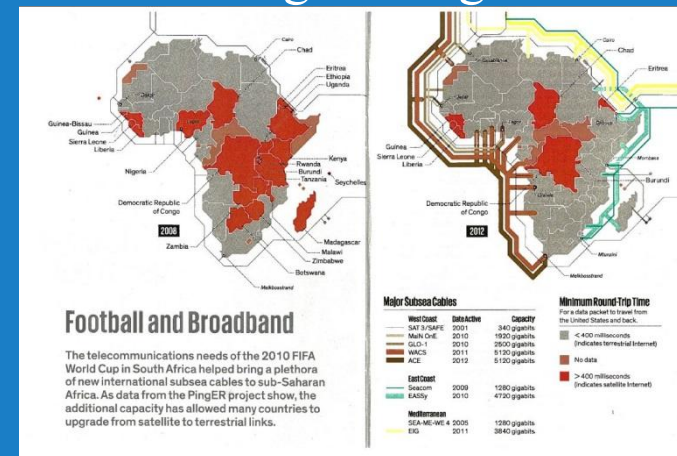 Cairo
Chad
Eritrea
Ethiopia
Uganda
Dakar
Guinea-Bissau
Guinea
Sierra Leone
Liberia
Lagos
Nigeria
Kenya
Rwanda
Burundi
Tanzania
Seychelles
Democratic Republic
of Congo
2008
Zambia
Madagascar
Malawi
Zimbabwe
Botswana
Melkbosstrand
Football and Broadband
The telecommunications needs of the 2010 FIFA
World Cup in South Africa helped bring a plethora
of new international subsea cables to sub-Saharan
Africa. As data from the PingER project show, the
additional capacity has allowed many countries to
upgrade from satellite to terrestrial links.
Cairo
Chad
Casablanca
Eritrea
Dakar
Djibouti
Lagos
Guinea
Sierra Leone
Liberia
Mombasa
Burundi
Democratic Republic
of Congo
2012
Mtunzini
Melkbosstrand
Major Subsea Cables
West Coast Date Active Capacity
SAT 3/SAFE 2001 340 gigabits
MaIN OnE 2010 1920 gigabits
GLO-1 2010 2500 gigabits
WACS 2011 5120 gigabits
ACE 2012 5120 gigabits
East Coast
Seacom 2009 1280 gigabits
EASSy 2010 4720 gigabits
Mediterranean
SEA-ME-WE 4 2005 1280 gigabits
EIG 2011 3840 gigabits
Minimum Round-Trip Time
For a data packet to travel from
the United States and back.
< 400 milliseconds
(Indicates terrestrial Internet)
No data
> 400 milliseconds
(Indicates satellite Internet)